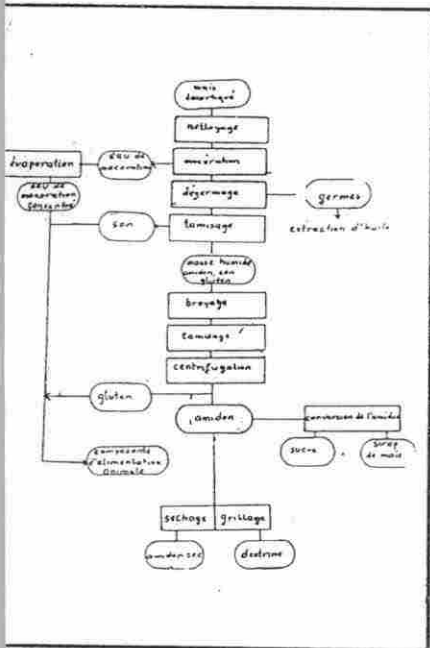 maïs
décortiqué
nettoyage
évaporation
eau de
macération
macération
eau de
macération
concentré
dégermage
germes
extraction d'huile
son
tamisage
masse humide
amidon, son
gluten
broyage
tamisage
centrifugation
gluten
amidon
conversion de l'amidon
sucre
sirop
de maïs
composante
d'alimentation
animale
sechage
grillage
amidon sec
dextrine